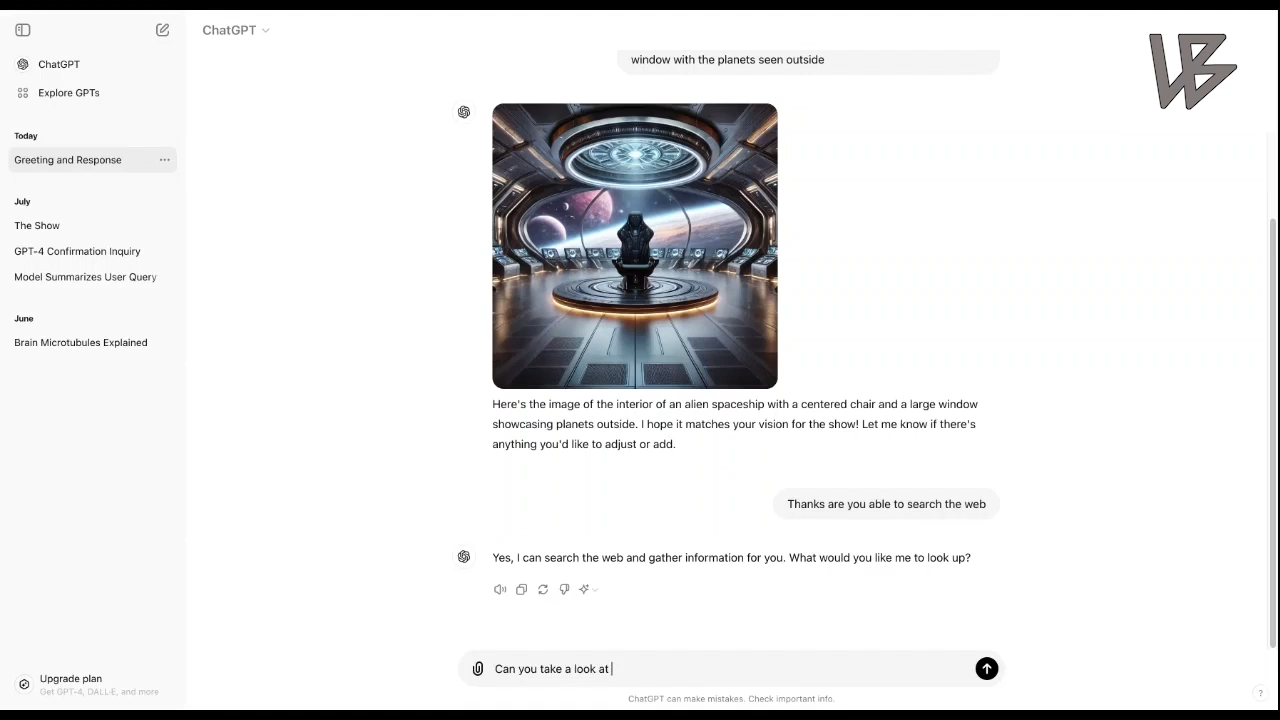 ChatGPT
ChatGPT
Explore GPTs
Today
Greeting and Response
July
The Show
GPT-4 Confirmation Inquiry
Model Summarizes User Query
June
Brain Microtubules Explained
Upgrade plan
Get GPT-4, DALL·E, and more
window with the planets seen outside
Here's the image of the interior of an alien spaceship with a centered chair and a large window
showcasing planets outside. I hope it matches your vision for the show! Let me know if there's
anything you'd like to adjust or add.
Thanks are you able to search the web
Yes, I can search the web and gather information for you. What would you like me to look up?
Can you take a look at
ChatGPT can make mistakes. Check important info.
?